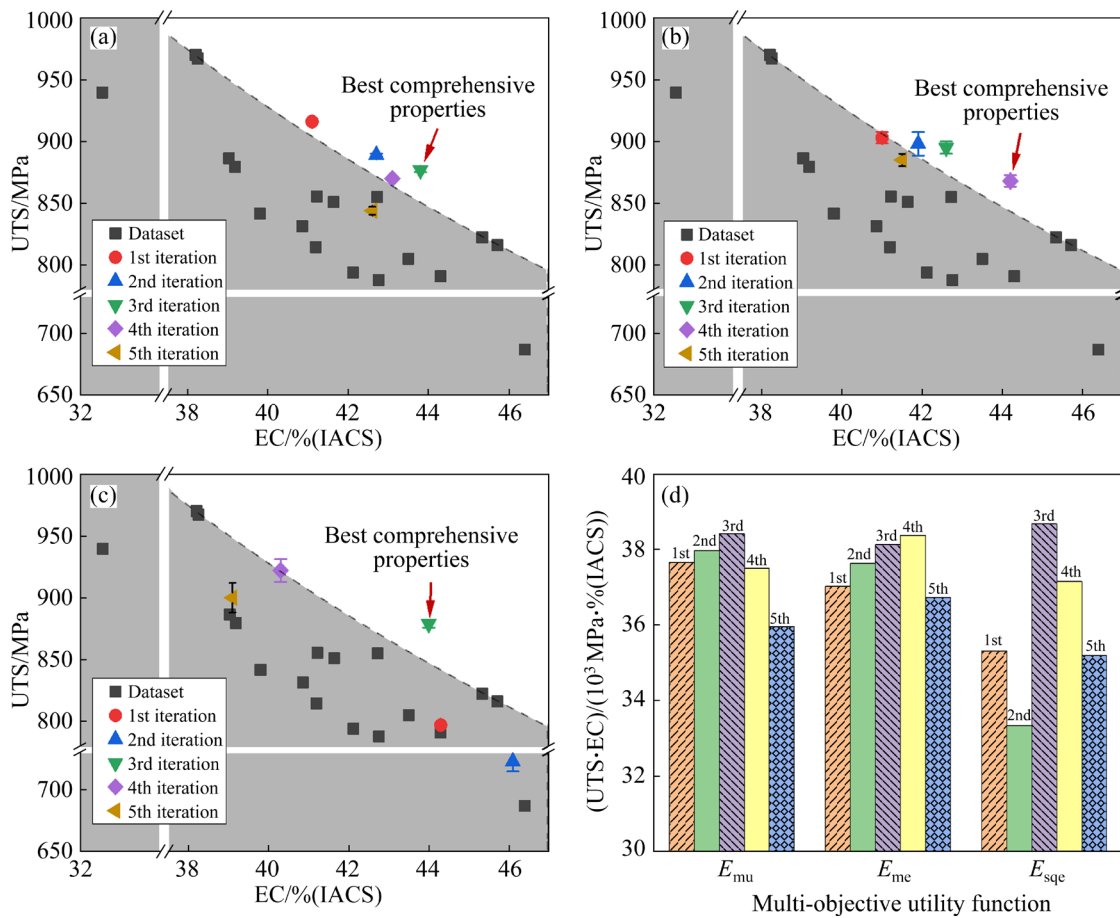 (a)
1000
950
900
850
800
700
650
UTS/MPa
Best comprehensive
properties
Dataset
1st iteration
2nd iteration
3rd iteration
4th iteration
5th iteration
32
38
40
42
44
46
EC/%(IACS)
(b)
1000
950
900
850
800
700
650
UTS/MPa
Best comprehensive
properties
Dataset
1st iteration
2nd iteration
3rd iteration
4th iteration
5th iteration
32
38
40
42
44
46
EC/%(IACS)
(c)
1000
950
900
850
800
700
650
UTS/MPa
Best comprehensive
properties
Dataset
1st iteration
2nd iteration
3rd iteration
4th iteration
5th iteration
32
38
40
42
44
46
EC/%(IACS)
(d)
40
38
36
34
32
30
(UTS·EC)/(10³ MPa·%(IACS))
1st
2nd
3rd
4th
5th
1st
2nd
3rd
4th
5th
1st
2nd
3rd
4th
5th
Emu
Eme
Esqe
Multi-objective utility function